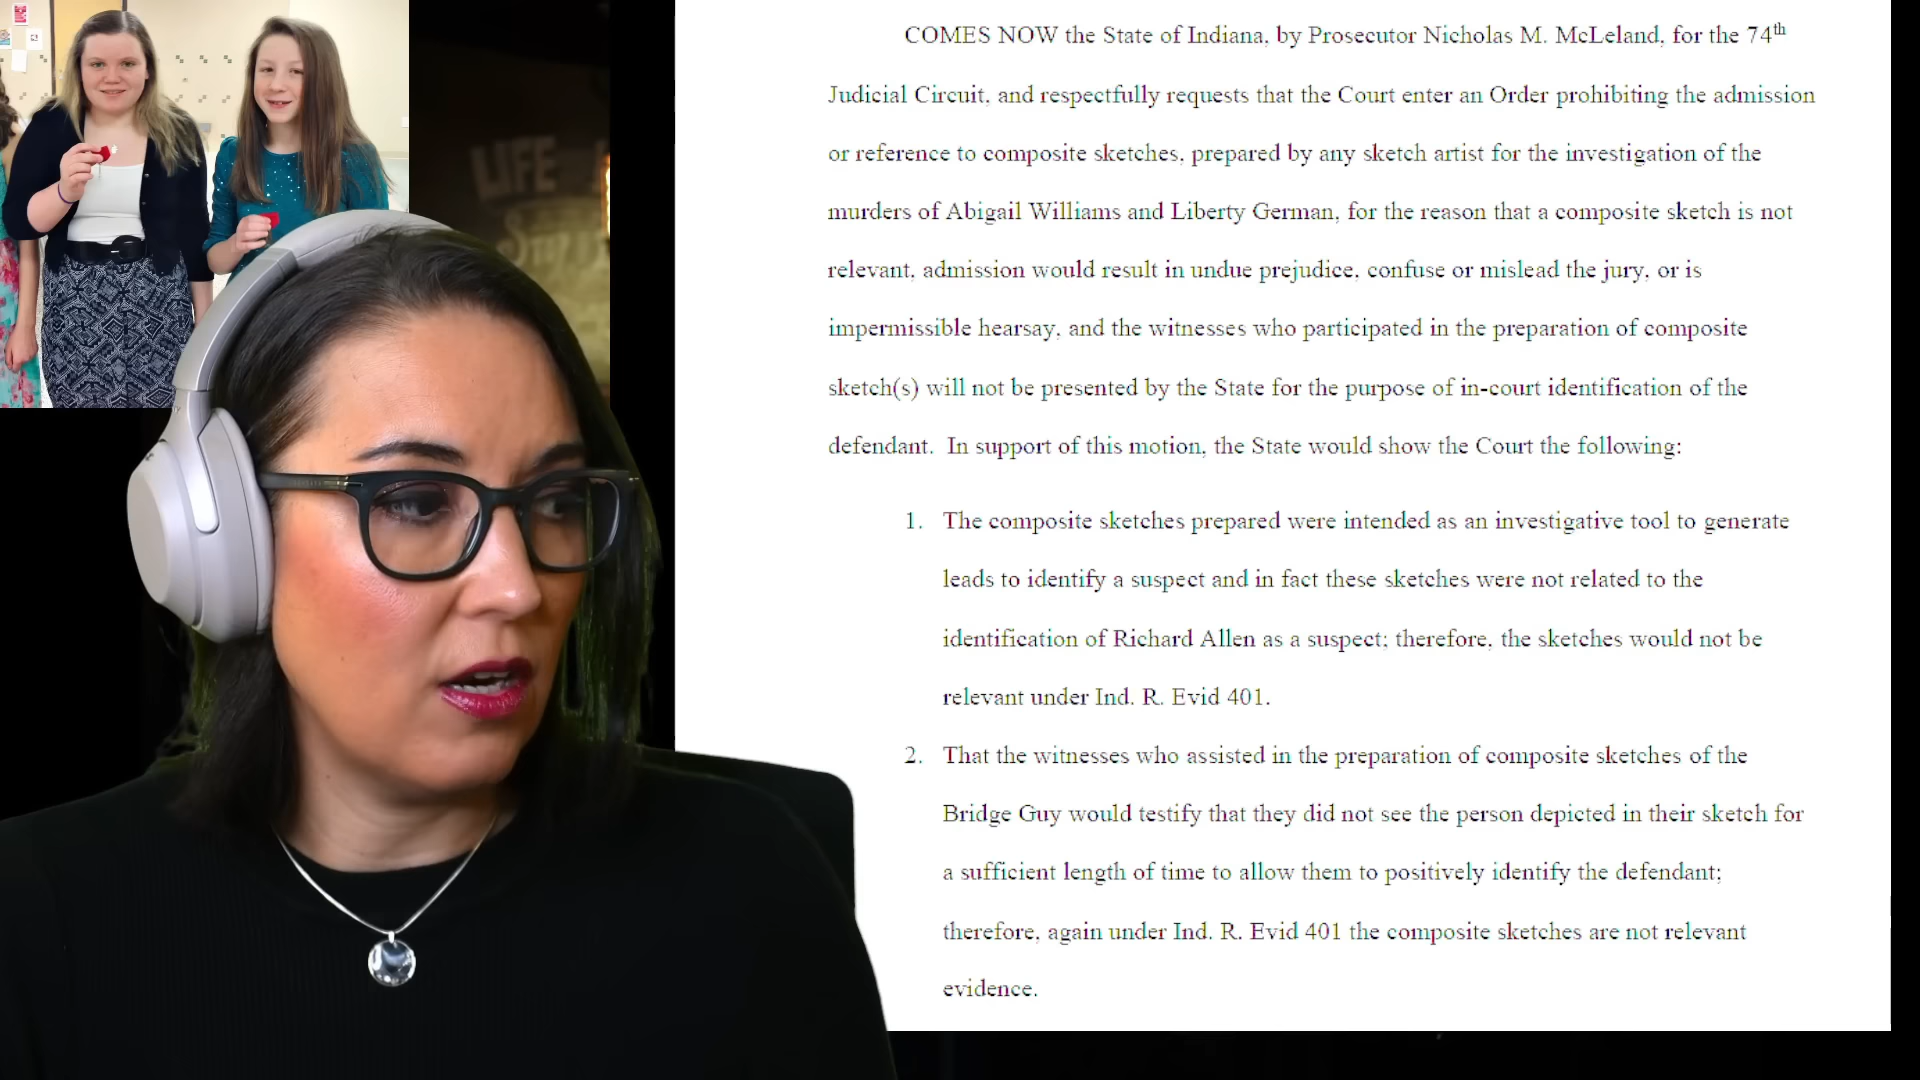 LIFE
COMES NOW the State of Indiana, by Prosecutor Nicholas M. McLeland, for the 74th
Judicial Circuit, and respectfully requests that the Court enter an Order prohibiting the admission
or reference to composite sketches, prepared by any sketch artist for the investigation of the
murders of Abigail Williams and Liberty German, for the reason that a composite sketch is not
relevant, admission would result in undue prejudice, confuse or mislead the jury, or is
impermissible hearsay, and the witnesses who participated in the preparation of composite
sketch(s) will not be presented by the State for the purpose of in-court identification of the
defendant. In support of this motion, the State would show the Court the following:
1. The composite sketches prepared were intended as an investigative tool to generate
leads to identify a suspect and in fact these sketches were not related to the
identification of Richard Allen as a suspect; therefore, the sketches would not be
relevant under Ind. R. Evid 401.
2. That the witnesses who assisted in the preparation of composite sketches of the
Bridge Guy would testify that they did not see the person depicted in their sketch for
a sufficient length of time to allow them to positively identify the defendant;
therefore, again under Ind. R. Evid 401 the composite sketches are not relevant
evidence.